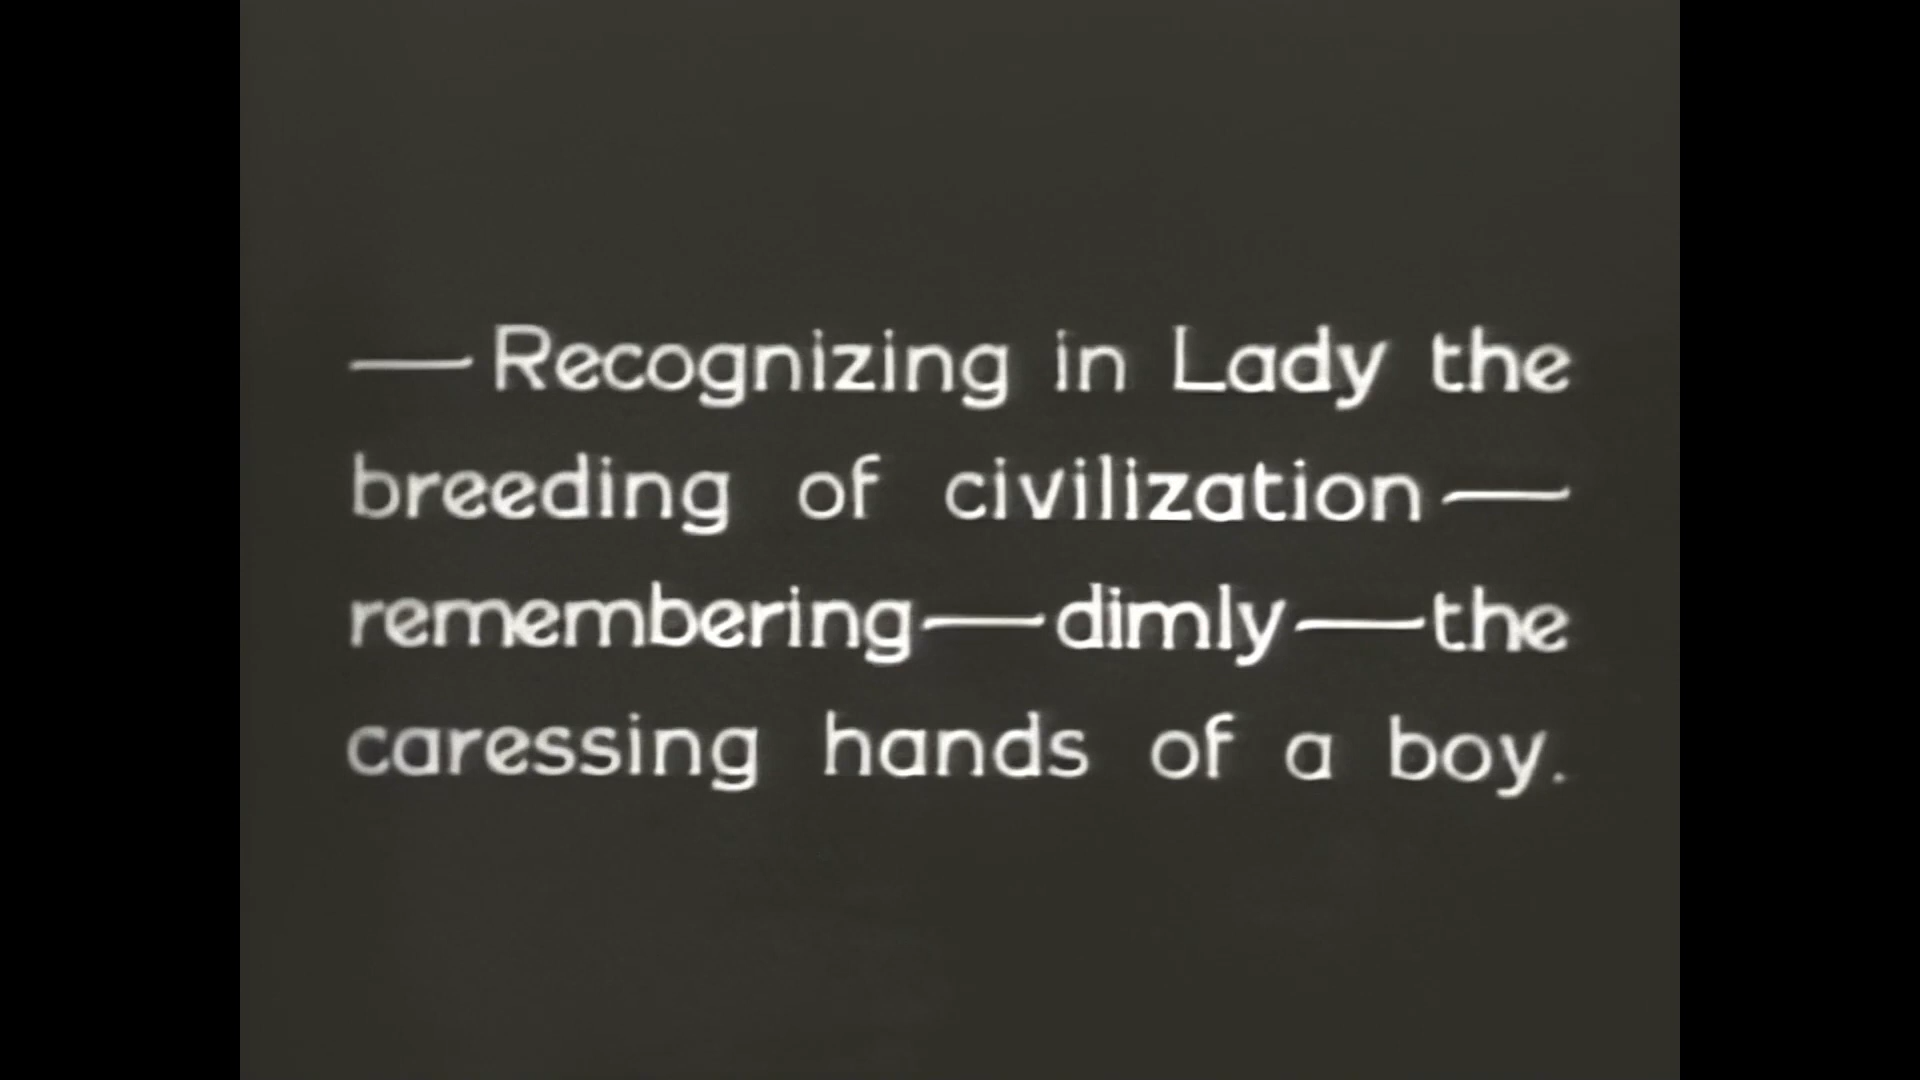 —Recognizing in Lady the
breeding of civilization—
remembering—dimly—the
caressing hands of a boy.